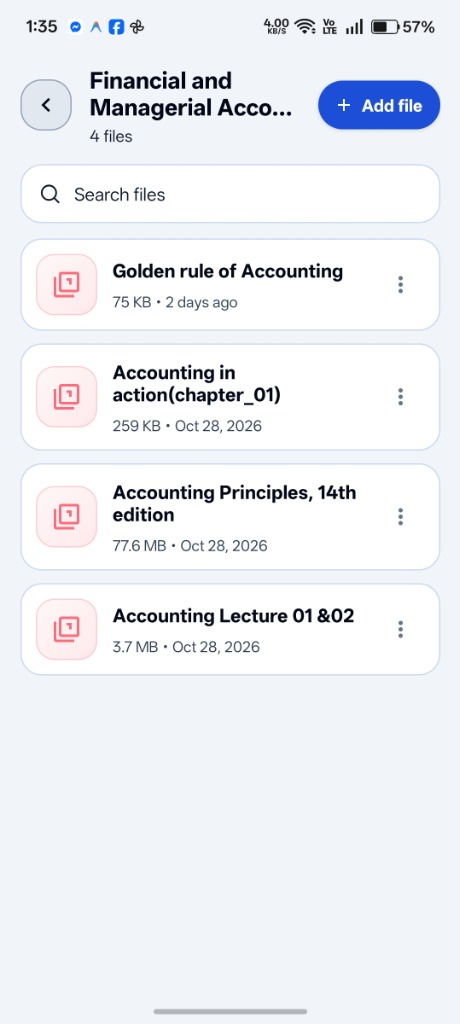 1:35
4.00 KB/S
Vo LTE
57%
Financial and
Managerial Acco...
4 files
+ Add file
Search files
Golden rule of Accounting
75 KB • 2 days ago
Accounting in
action(chapter_01)
259 KB • Oct 28, 2026
Accounting Principles, 14th
edition
77.6 MB • Oct 28, 2026
Accounting Lecture 01 &02
3.7 MB • Oct 28, 2026